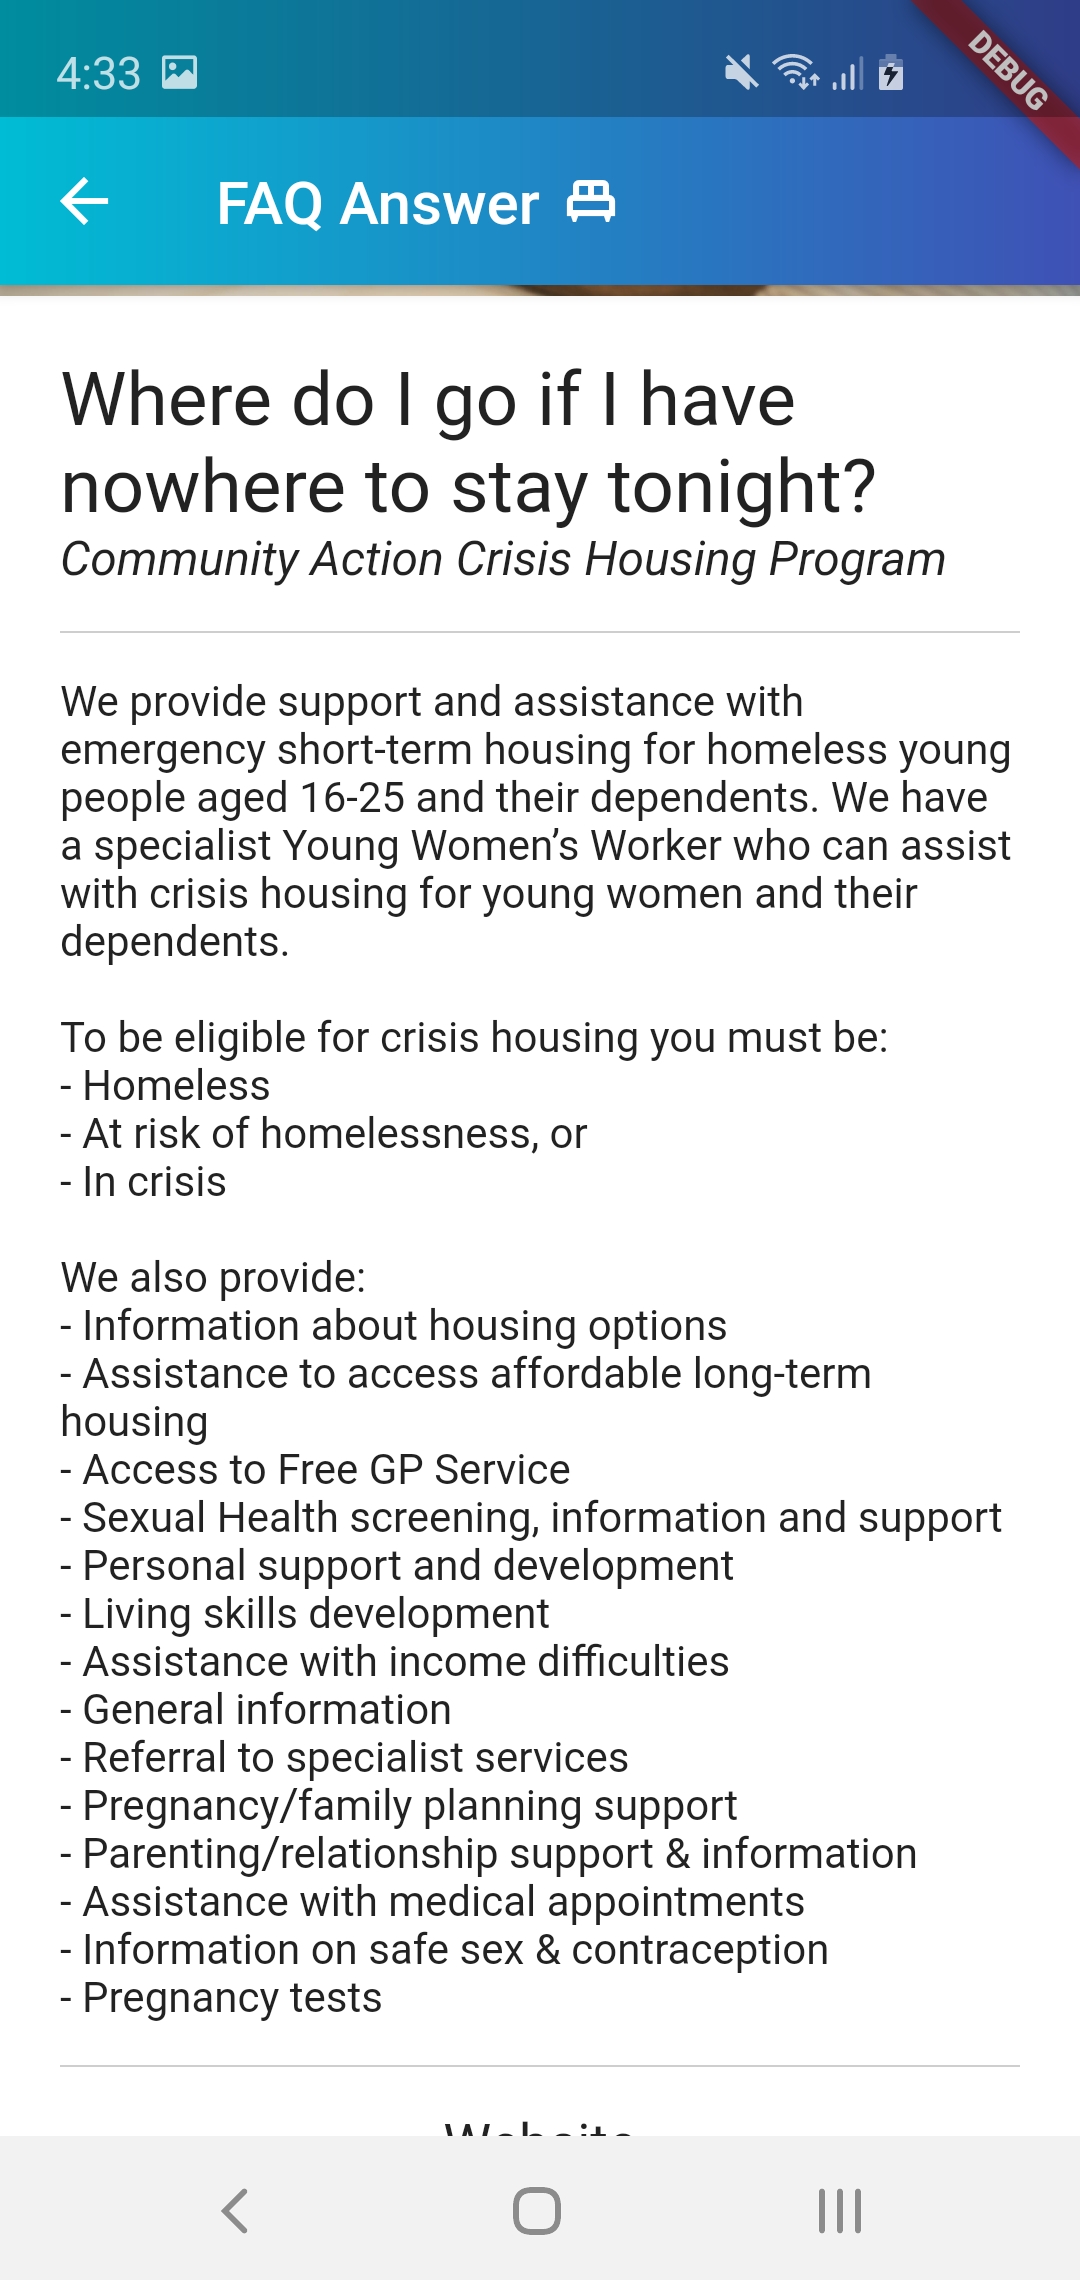 4:33
DEBUG
FAQ Answer
Where do I go if I have
nowhere to stay tonight?
Community Action Crisis Housing Program
We provide support and assistance with
emergency short-term housing for homeless young
people aged 16-25 and their dependents. We have
a specialist Young Women’s Worker who can assist
with crisis housing for young women and their
dependents.
To be eligible for crisis housing you must be:
- Homeless
- At risk of homelessness, or
- In crisis
We also provide:
- Information about housing options
- Assistance to access affordable long-term
housing
- Access to Free GP Service
- Sexual Health screening, information and support
- Personal support and development
- Living skills development
- Assistance with income difficulties
- General information
- Referral to specialist services
- Pregnancy/family planning support
- Parenting/relationship support & information
- Assistance with medical appointments
- Information on safe sex & contraception
- Pregnancy tests
Website